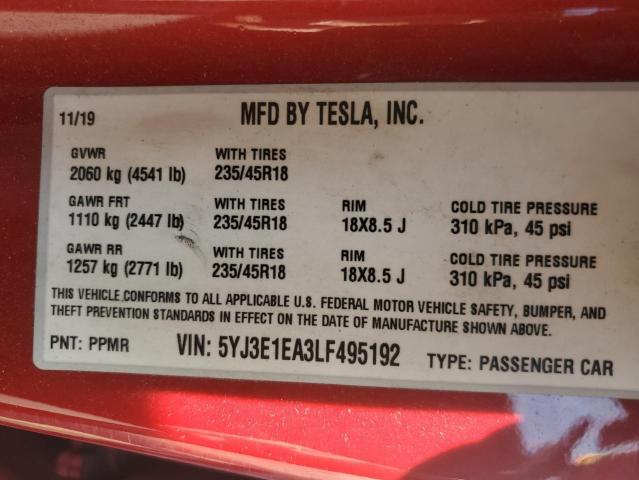 11/19 MFD BY TESLA, INC.
GVWR WITH TIRES
2060 kg (4541 lb) 235/45R18
GAWR FRT WITH TIRES RIM COLD TIRE PRESSURE
1110 kg (2447 lb) 235/45R18 18X8.5 J 310 kPa, 45 psi
GAWR RR WITH TIRES RIM COLD TIRE PRESSURE
1257 kg (2771 lb) 235/45R18 18X8.5 J 310 kPa, 45 psi
THIS VEHICLE CONFORMS TO ALL APPLICABLE U.S. FEDERAL MOTOR VEHICLE SAFETY, BUMPER, AND
THEFT PREVENTION STANDARDS IN EFFECT ON THE DATE OF MANUFACTURE SHOWN ABOVE.
PNT: PPMR VIN: 5YJ3E1EA3LF495192 TYPE: PASSENGER CAR